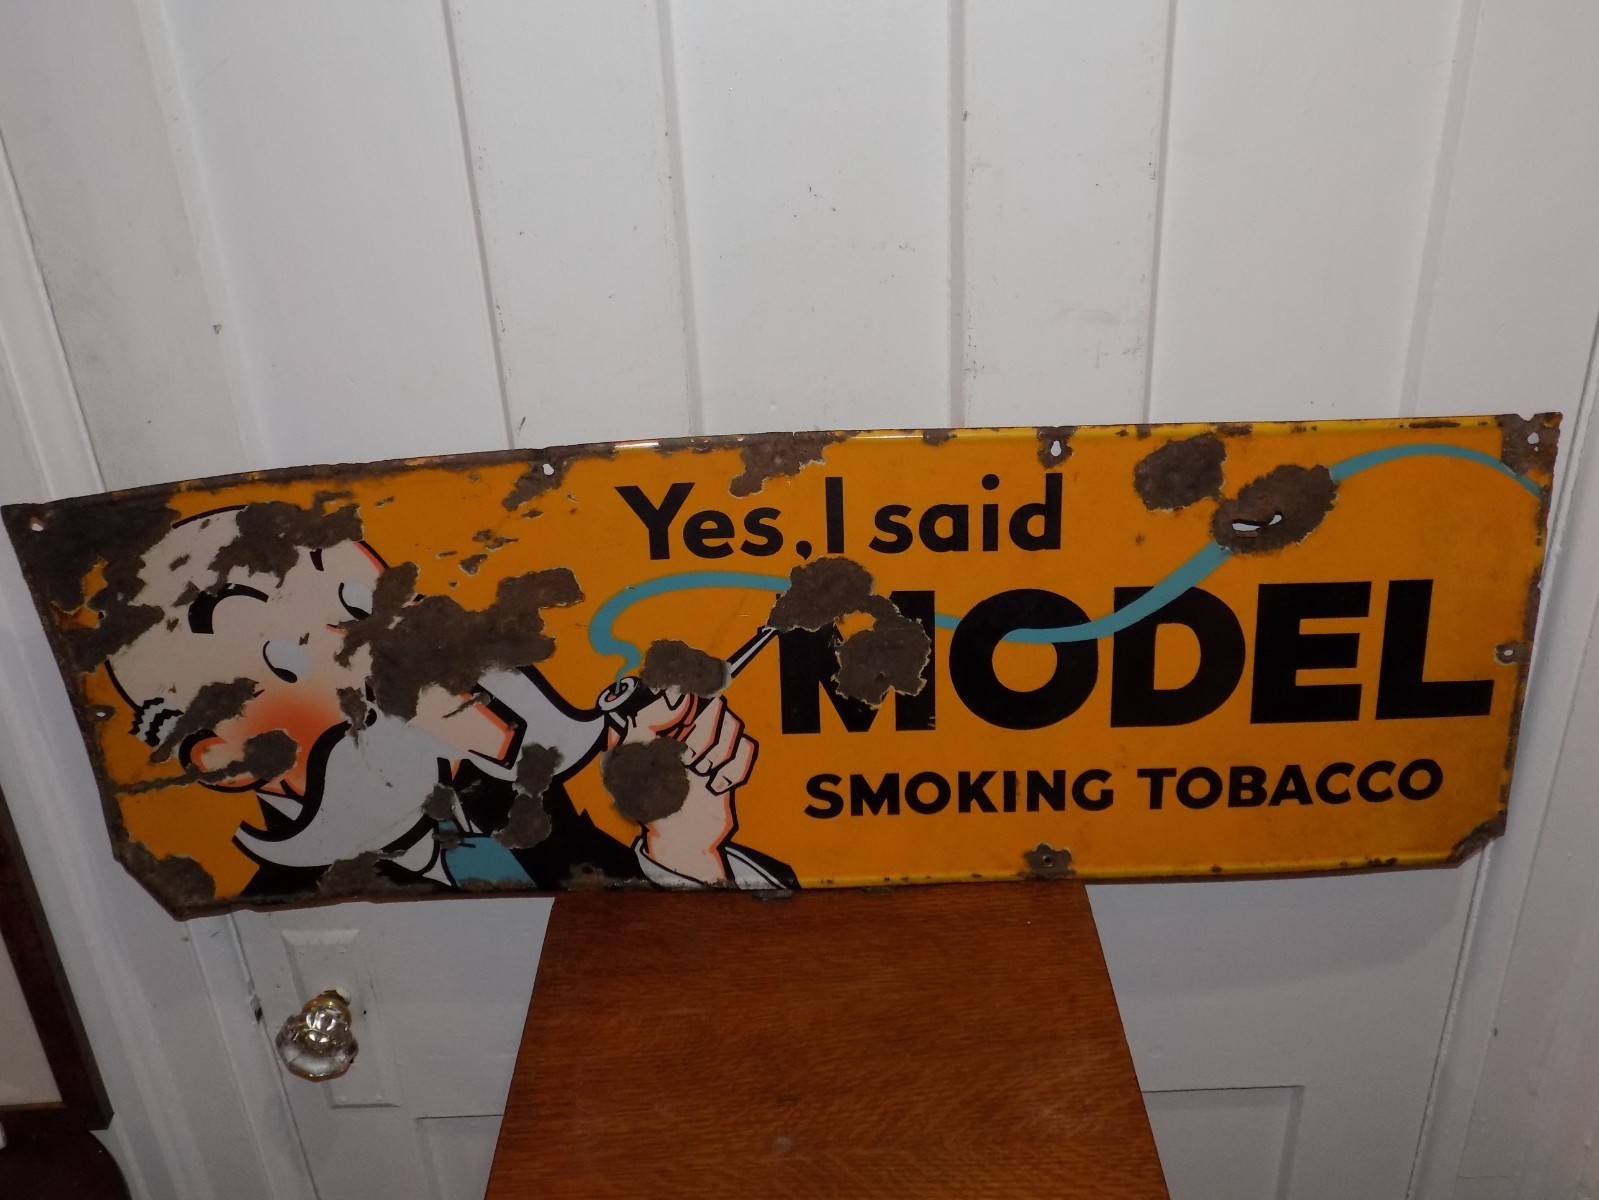 Yes, I said
MODEL
SMOKING TOBACCO